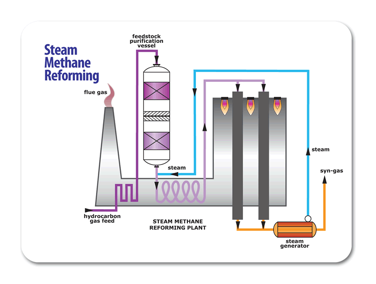 Steam
Methane
Reforming
feedstock
purification
vessel
flue gas
steam
steam
syn-gas
hydrocarbon
gas feed
STEAM METHANE
REFORMING PLANT
steam
generator